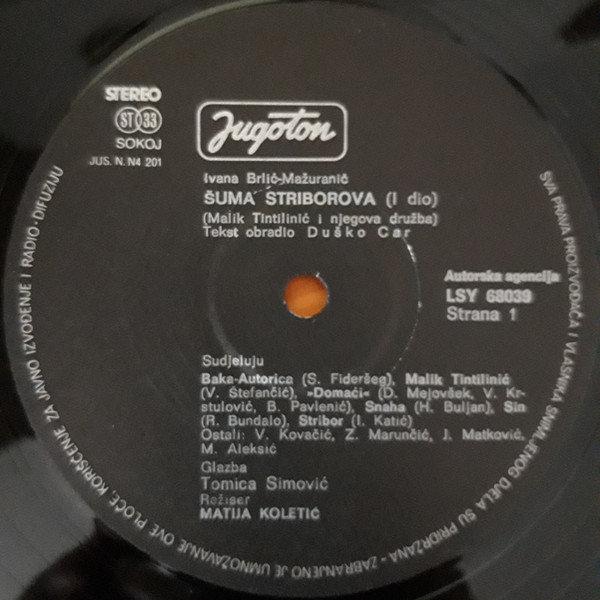 STEREO
ST 33
SOKOJ
JUS. N. N4 201
Jugoton
Ivana Brlić-Mažuranić
ŠUMA STRIBOROVA (I dio)
(Malik Tintilinić i njegova družba)
Tekst obradio Duško Car
Autorska agencija
LSY 68039
Strana 1
Sudjeluju
Baka-Autorica (S. Fideršeg), Malik Tintilinić
(V. Štefančić), »Domaći« (D. Mejovšek, V. Kr-
stulović, B. Pavlenić), Snaha (H. Buljan), Sin
(R. Bundalo), Stribor (I. Katić)
Ostali: V. Kovačić, Z. Marunčić, J. Matković,
M. Aleksić
Glazba
Tomica Simović
Režiser
MATIJA KOLETIĆ
SVA PRAVA PROIZVOĐAČA I VLASNIKA SNIMLJENOG DJELA SU PRIDRŽANA - ZABRANJENO JE UMNOŽAVANJE OVE PLOČE, KORIŠĆENJE ZA JAVNO IZVOĐENJE I RADIO-DIFUZIJU